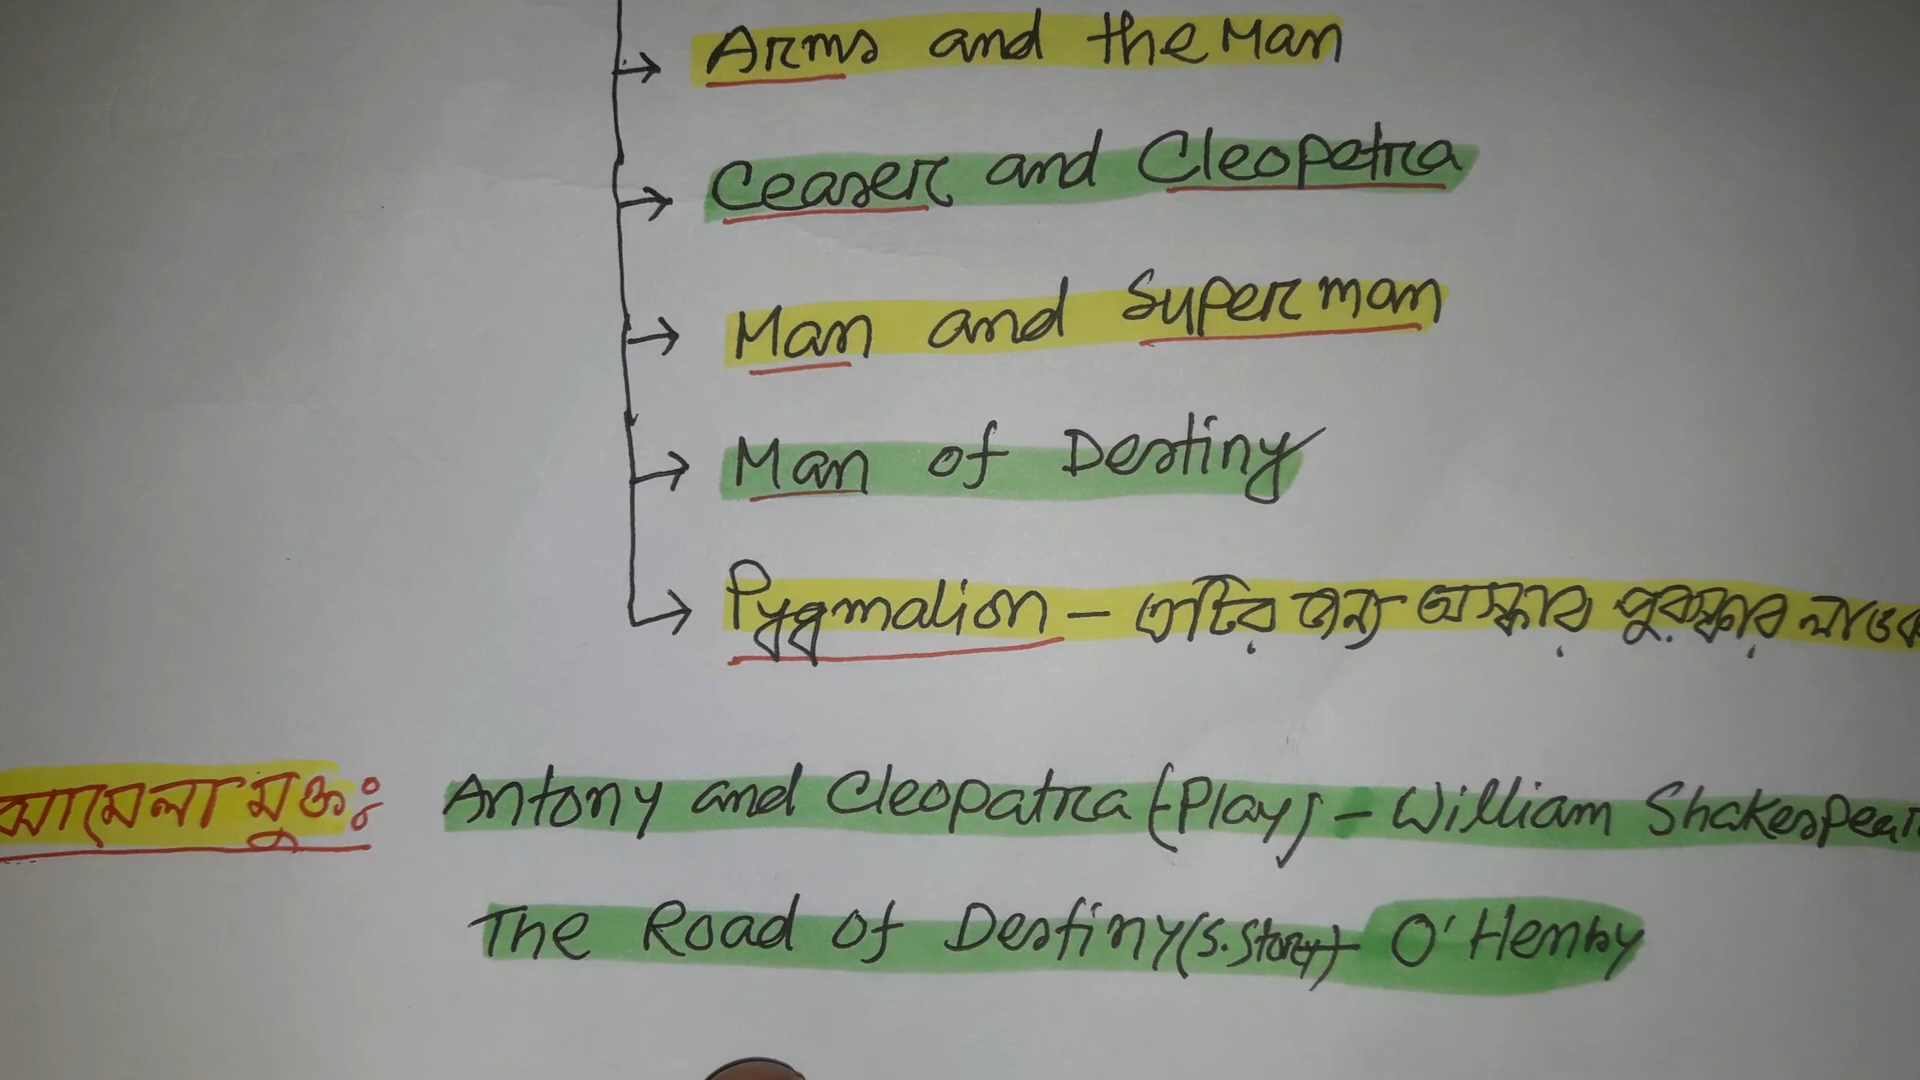 Arms and the Man
Ceaser and Cleopatra
Man and Superman
Man of Destiny
Pygmalion - এটির জন্য অস্কার পুরস্কার লাভ
ঝামেলা মুক্তঃ Antony and Cleopatra (Play) - William Shakespear
The Road of Destiny (S. Story) - O'Henry